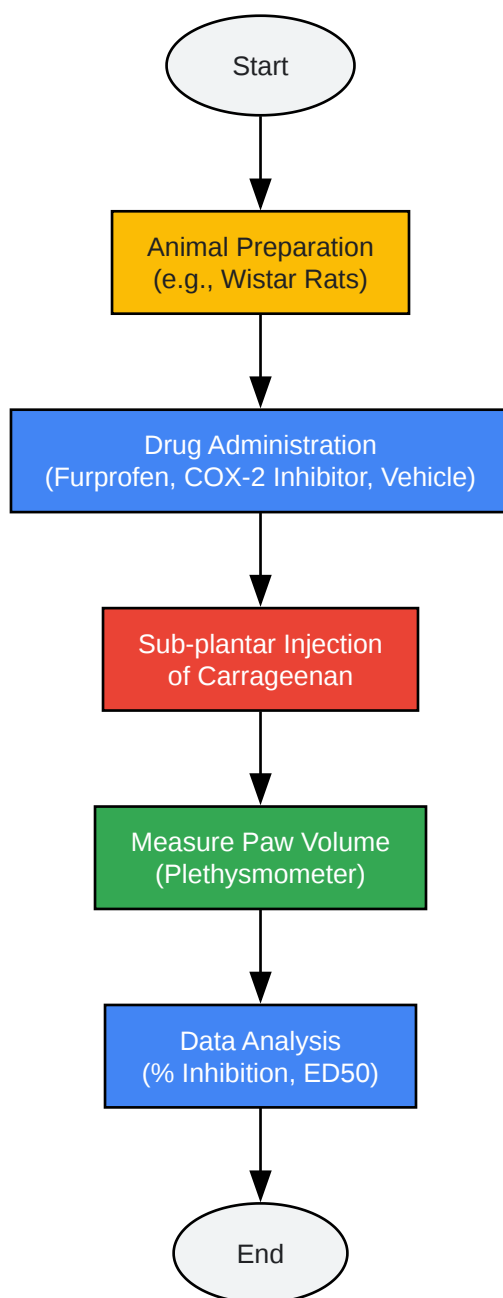 Start
Animal Preparation
(e.g., Wistar Rats)
Drug Administration
(Furprofen, COX-2 Inhibitor, Vehicle)
Sub-plantar Injection
of Carrageenan
Measure Paw Volume
(Plethysmometer)
Data Analysis
(% Inhibition, ED50)
End